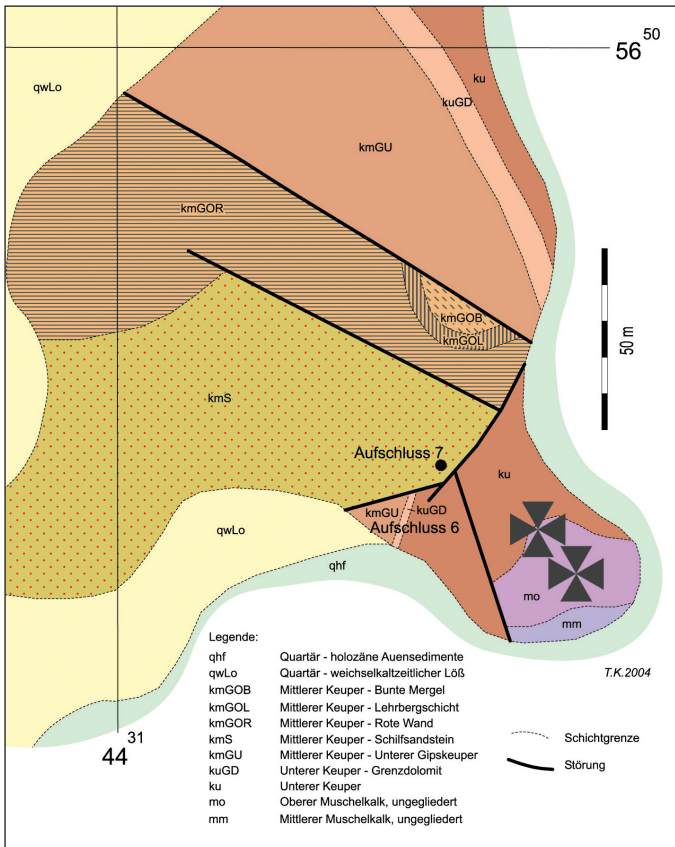 56 50
ku
qwLo
kuGD
kmGU
kmGOR
kmGOB
kmGOL
50 m
kmS
Aufschluss 7
ku
kmGU
kuGD
Aufschluss 6
qwLo
qhf
mo
mm
Legende:
qhf Quartär - holozäne Auensedimente
qwLo Quartär - weichselkaltzeitlicher Löß
kmGOB Mittlerer Keuper - Bunte Mergel
kmGOL Mittlerer Keuper - Lehrbergschicht
kmGOR Mittlerer Keuper - Rote Wand
kmS Mittlerer Keuper - Schilfsandstein
kmGU Mittlerer Keuper - Unterer Gipskeuper
kuGD Unterer Keuper - Grenzdolomit
ku Unterer Keuper
mo Oberer Muschelkalk, ungegliedert
mm Mittlerer Muschelkalk, ungegliedert
T.K.2004
Schichtgrenze
Störung
44 31